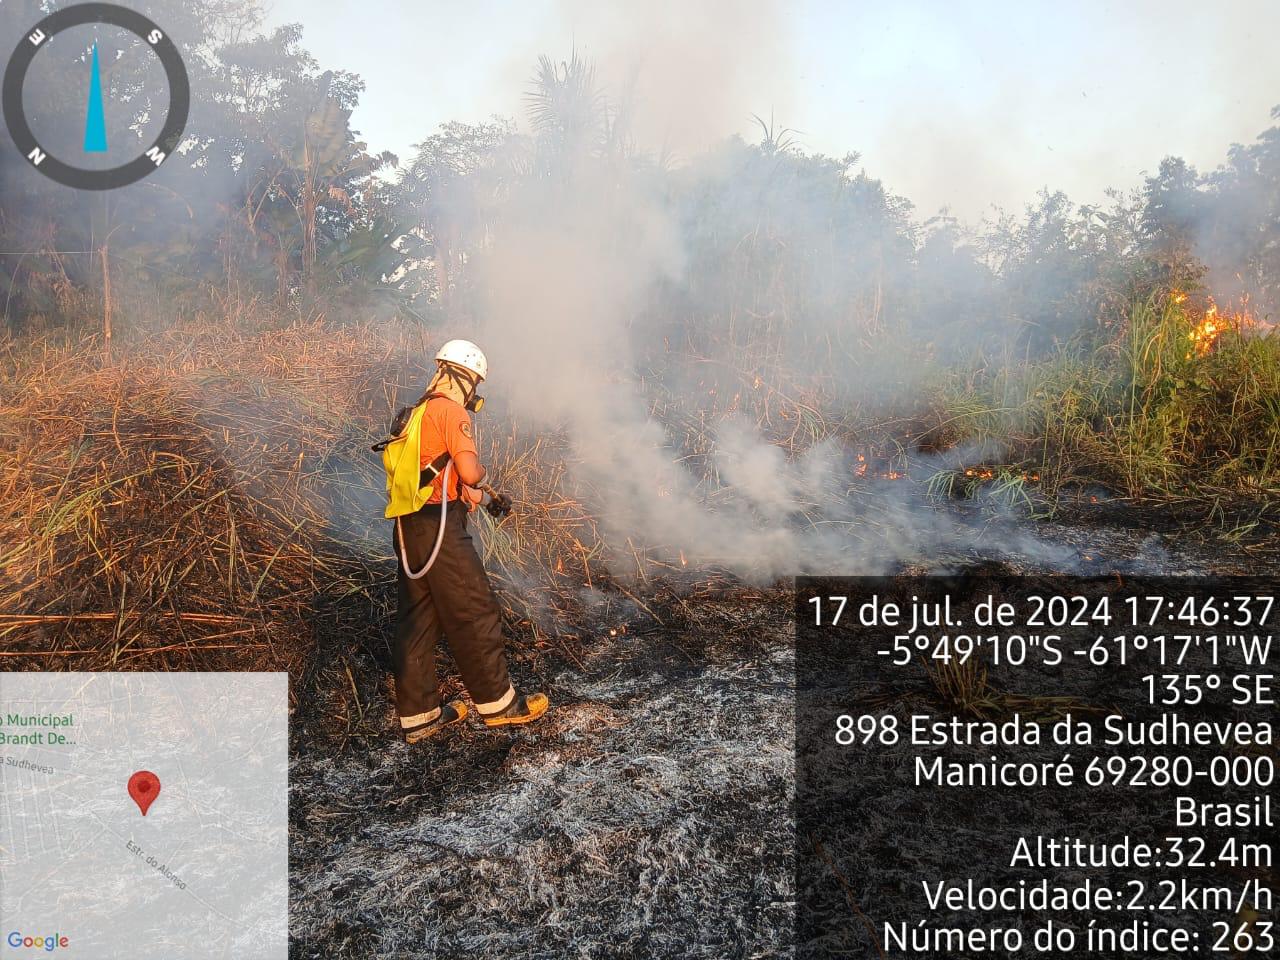 E
S
N
W
17 de jul. de 2024 17:46:37
-5°49'10"S -61°17'1"W
135° SE
898 Estrada da Sudhevea
Manicoré 69280-000
Brasil
Altitude:32.4m
Velocidade:2.2km/h
Número do índice: 263
o Municipal
Brandt De...
a Sudhevea
Estr. do Alonso
Google